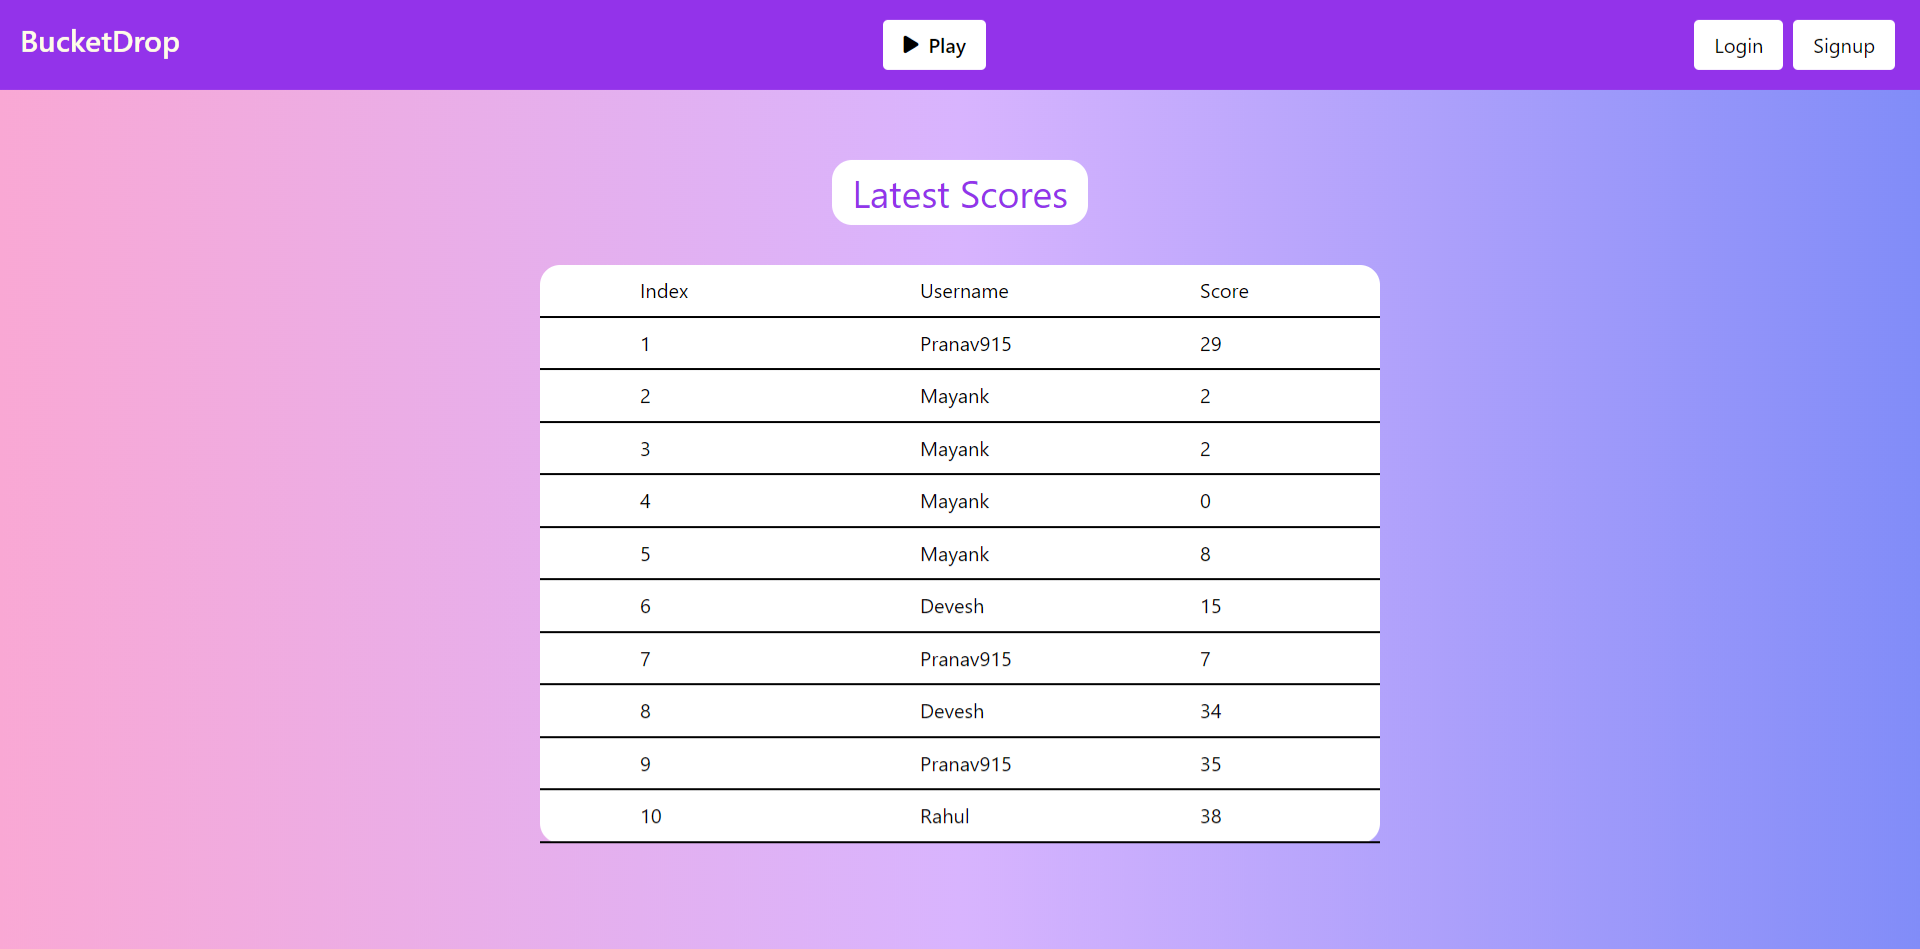 BucketDrop Play Login Signup
Latest Scores
Index Username Score
1 Pranav915 29
2 Mayank 2
3 Mayank 2
4 Mayank 0
5 Mayank 8
6 Devesh 15
7 Pranav915 7
8 Devesh 34
9 Pranav915 35
10 Rahul 38